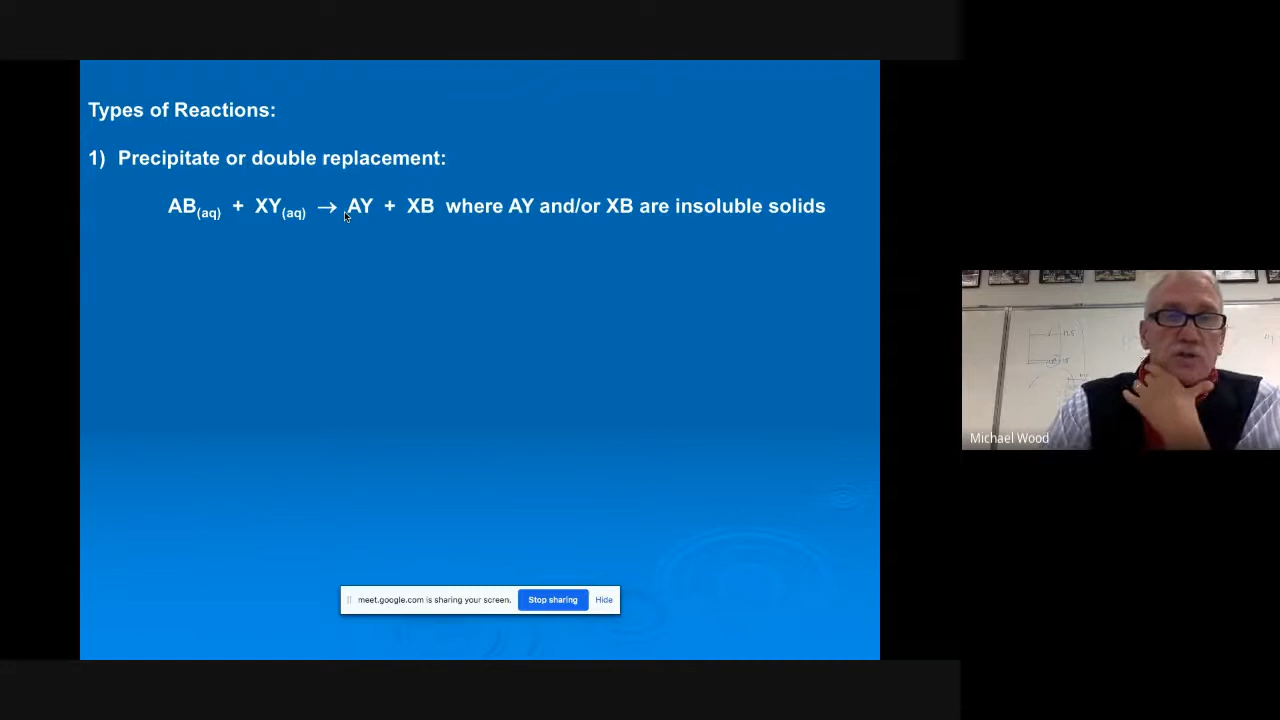 Types of Reactions:
1) Precipitate or double replacement:
AB(aq) + XY(aq) → AY + XB where AY and/or XB are insoluble solids
Michael Wood
meet.google.com is sharing your screen. Stop sharing Hide